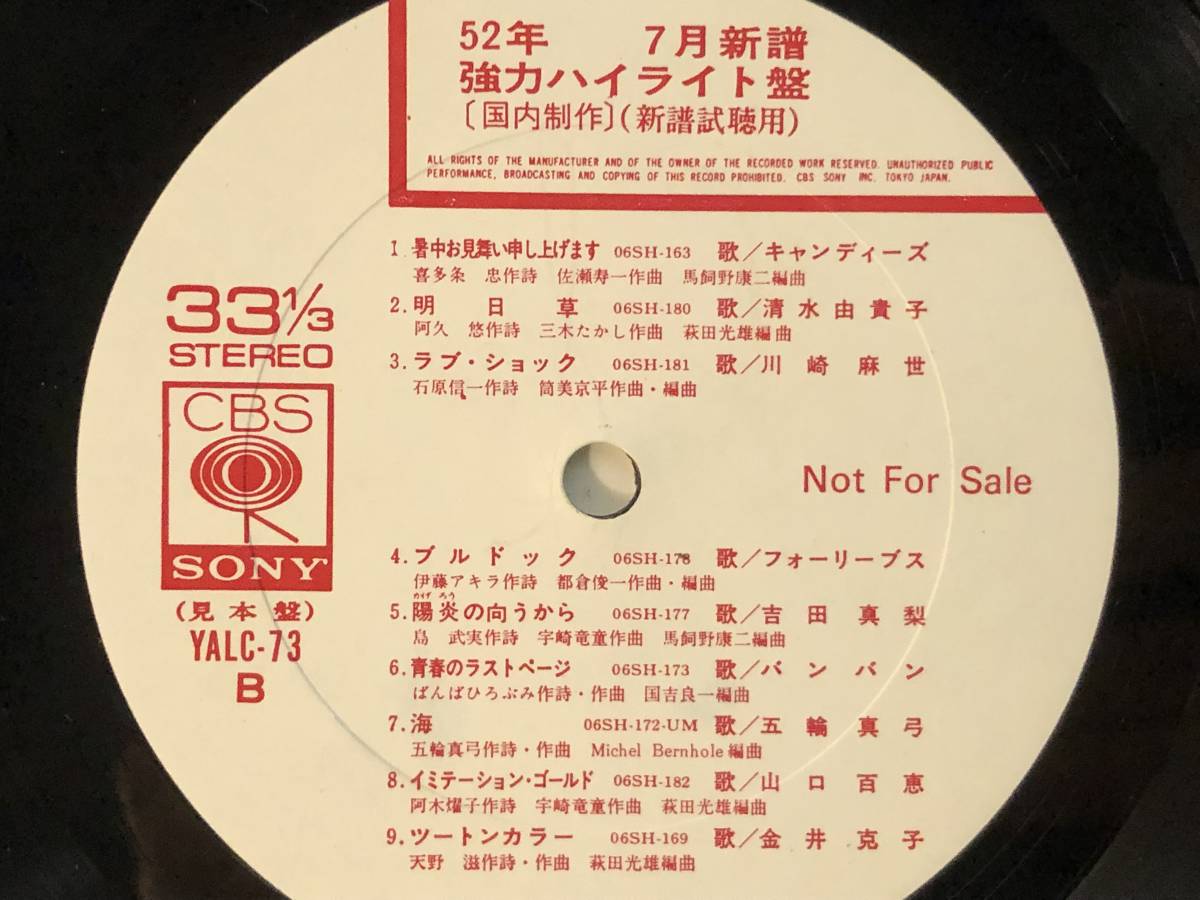 52年 7月新譜
強力ハイライト盤
〔国内制作〕(新譜試聴用)
ALL RIGHTS OF THE MANUFACTURER AND OF THE OWNER OF THE RECORDED WORK RESERVED. UNAUTHORIZED PUBLIC
PERFORMANCE, BROADCASTING AND COPYING OF THIS RECORD PROHIBITED. CBS SONY INC. TOKYO JAPAN.
33 1/3
STEREO
CBS
SONY
(見本盤)
YALC-73
B
1.暑中お見舞い申し上げます 06SH-163 歌/キャンディーズ
喜多条 忠作詩 佐瀬寿一作曲 馬飼野康二編曲
2.明日草 06SH-180 歌/清水由貴子
阿久 悠作詩 三木たかし作曲 萩田光雄編曲
3.ラブ・ショック 06SH-181 歌/川崎麻世
石原信一作詩 筒美京平作曲・編曲
Not For Sale
4.ブルドック 06SH-178 歌/フォーリーブス
伊藤アキラ作詩 都倉俊一作曲・編曲
かげろう
5.陽炎の向うから 06SH-177 歌/吉田真梨
島 武実作詩 宇崎竜童作曲 馬飼野康二編曲
6.青春のラストページ 06SH-173 歌/バンバン
ばんばひろぶみ作詩・作曲 国吉良一編曲
7.海 06SH-172-UM 歌/五輪真弓
五輪真弓作詩・作曲 Michel Bernhole編曲
8.イミテーション・ゴールド 06SH-182 歌/山口百恵
阿木燿子作詩 宇崎竜童作曲 萩田光雄編曲
9.ツートンカラー 06SH-169 歌/金井克子
天野 滋作詩・作曲 萩田光雄編曲